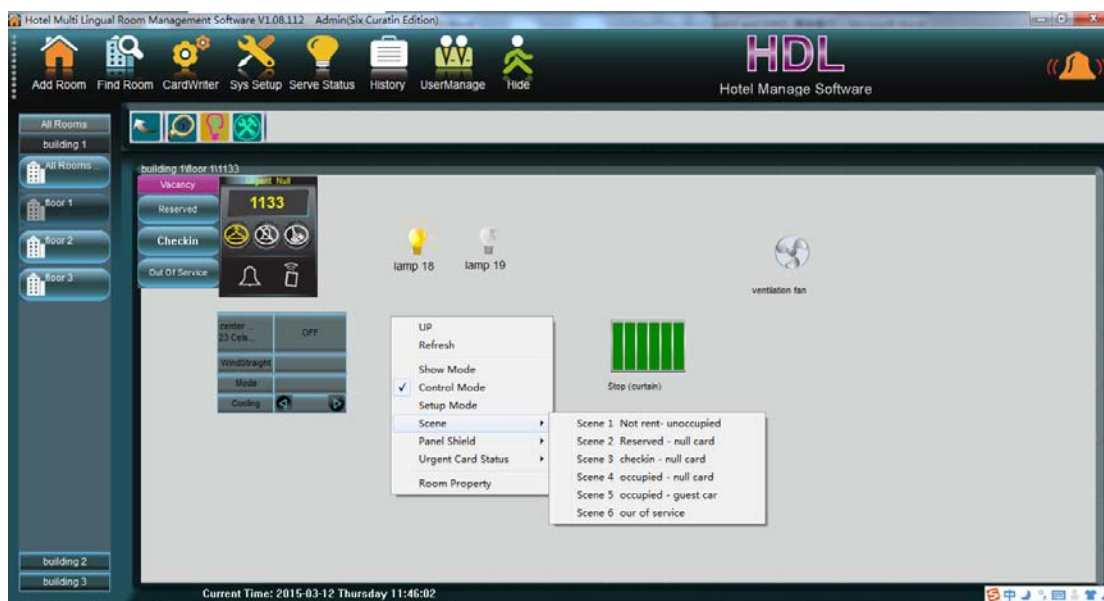 Hotel Multi Lingual Room Management Software V1.08.112 Admin(Six Curatin Edition)
Add Room Find Room CardWriter Sys Setup Serve Status History UserManage Hide
HDL
Hotel Manage Software
All Rooms
building 1
All Rooms ...
floor 1
floor 2
floor 3
building 2
building 3
building 1\floor 1\1133
Vacancy
Reserved
Checkin
Out Of Service
Urgent Null
1133
lamp 18
lamp 19
ventilation fan
center ...
23 Cels...
OFF
WindStraight
Mode
Cooling
Stop (curtain)
UP
Refresh
Show Mode
Control Mode
Setup Mode
Scene
Panel Shield
Urgent Card Status
Room Property
Scene 1 Not rent- unoccupied
Scene 2 Reserved - null card
Scene 3 checkin - null card
Scene 4 occupied - null card
Scene 5 occupied - guest car
Scene 6 our of service
Current Time: 2015-03-12 Thursday 11:46:02
中